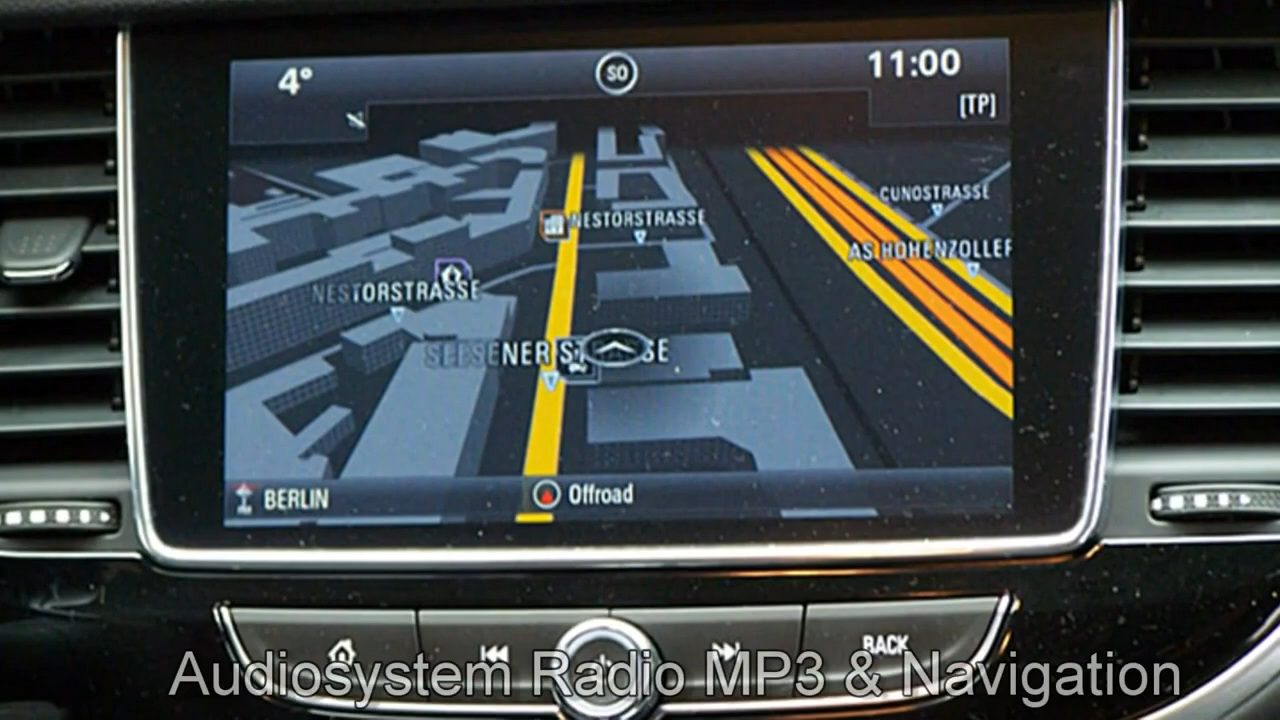 4°
SO
11:00
[TP]
CUNOSTRASSE
NESTORSTRASSE
AS HOHENZOLLER
NESTORSTRASSE
BERLIN
Offroad
BACK
Audiosystem Radio MP3 & Navigation